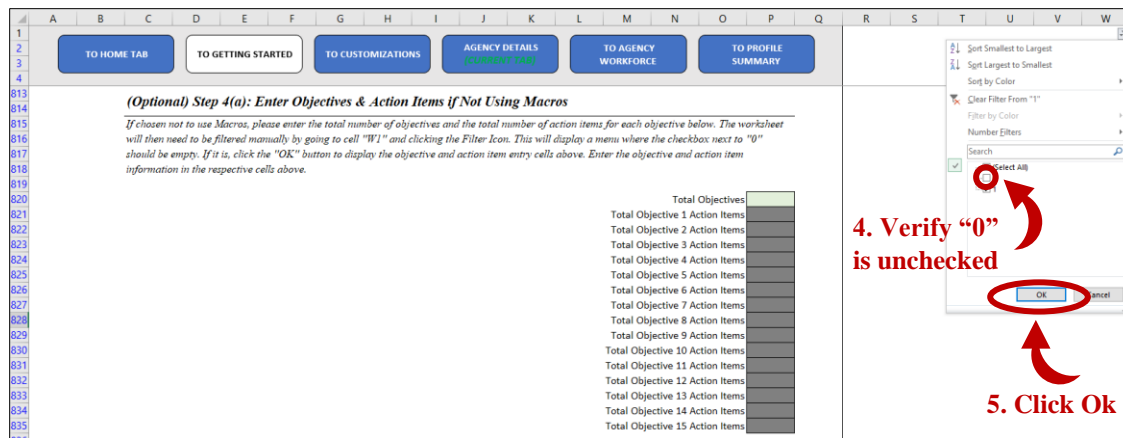 A B C D E F G H I J K L M N O P Q R S T U V W
1
2
3
4
TO HOME TAB
TO GETTING STARTED
TO CUSTOMIZATIONS
AGENCY DETAILS
(CURRENT TAB)
TO AGENCY
WORKFORCE
TO PROFILE
SUMMARY
813
814
815
816
817
818
819
820
821
822
823
824
825
826
827
828
829
830
831
832
833
834
835
(Optional) Step 4(a): Enter Objectives & Action Items if Not Using Macros
If chosen not to use Macros, please enter the total number of objectives and the total number of action items for each objective below. The worksheet
will then need to be filtered manually by going to cell "W1" and clicking the Filter Icon. This will display a menu where the checkbox next to "0"
should be empty. If it is, click the "OK" button to display the objective and action item entry cells above. Enter the objective and action item
information in the respective cells above.
Total Objectives
Total Objective 1 Action Items
Total Objective 2 Action Items
Total Objective 3 Action Items
Total Objective 4 Action Items
Total Objective 5 Action Items
Total Objective 6 Action Items
Total Objective 7 Action Items
Total Objective 8 Action Items
Total Objective 9 Action Items
Total Objective 10 Action Items
Total Objective 11 Action Items
Total Objective 12 Action Items
Total Objective 13 Action Items
Total Objective 14 Action Items
Total Objective 15 Action Items
Sort Smallest to Largest
Sort Largest to Smallest
Sort by Color
Clear Filter From "1"
Filter by Color
Number Filters
Search
(Select All)
1
4. Verify “0”
is unchecked
OK
Cancel
5. Click Ok